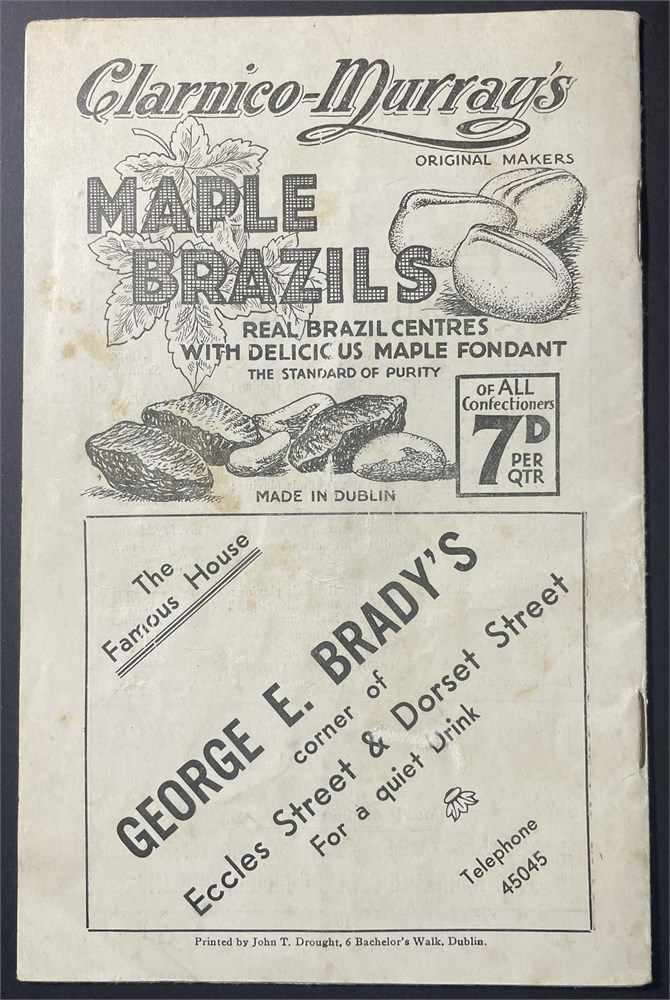 Clarnico-Murray's
ORIGINAL MAKERS
MAPLE
BRAZILS
REAL BRAZIL CENTRES
WITH DELICIOUS MAPLE FONDANT
THE STANDARD OF PURITY
OF ALL
Confectioners
7D
PER
QTR
MADE IN DUBLIN
The
Famous House
GEORGE E. BRADY'S
corner of
Eccles Street & Dorset Street
For a quiet Drink
Telephone
45045
Printed by John T. Drought, 6 Bachelor's Walk, Dublin.